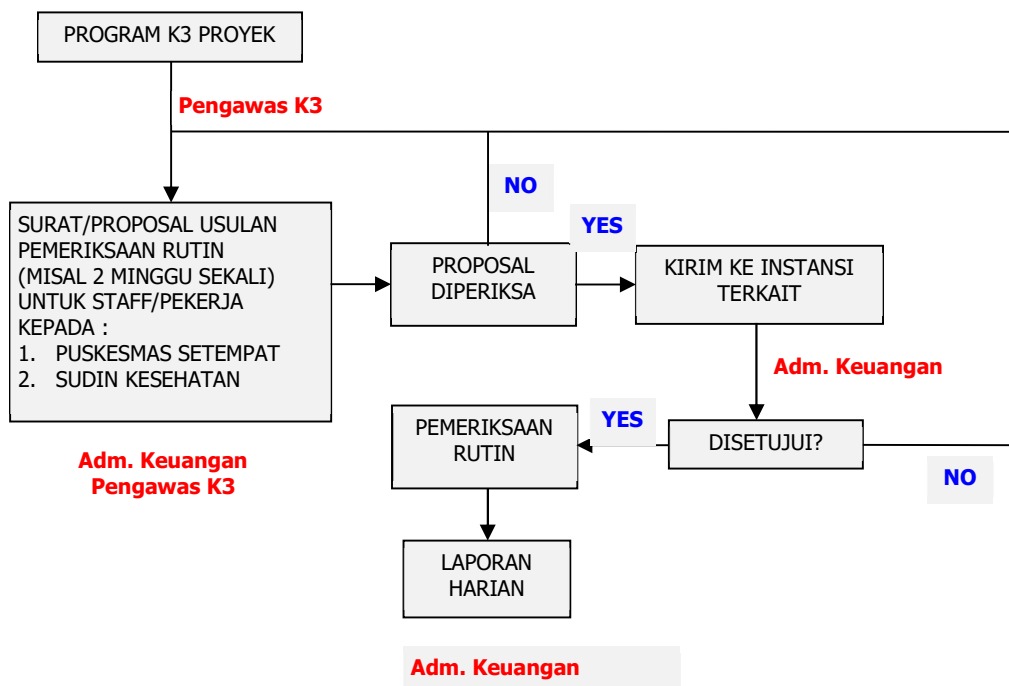 PROGRAM K3 PROYEK
Pengawas K3
NO
YES
SURAT/PROPOSAL USULAN
PEMERIKSAAN RUTIN
(MISAL 2 MINGGU SEKALI)
UNTUK STAFF/PEKERJA
KEPADA :
1. PUSKESMAS SETEMPAT
2. SUDIN KESEHATAN
PROPOSAL
DIPERIKSA
KIRIM KE INSTANSI
TERKAIT
Adm. Keuangan
Adm. Keuangan
Pengawas K3
PEMERIKSAAN
RUTIN
YES
DISETUJUI?
NO
LAPORAN
HARIAN
Adm. Keuangan